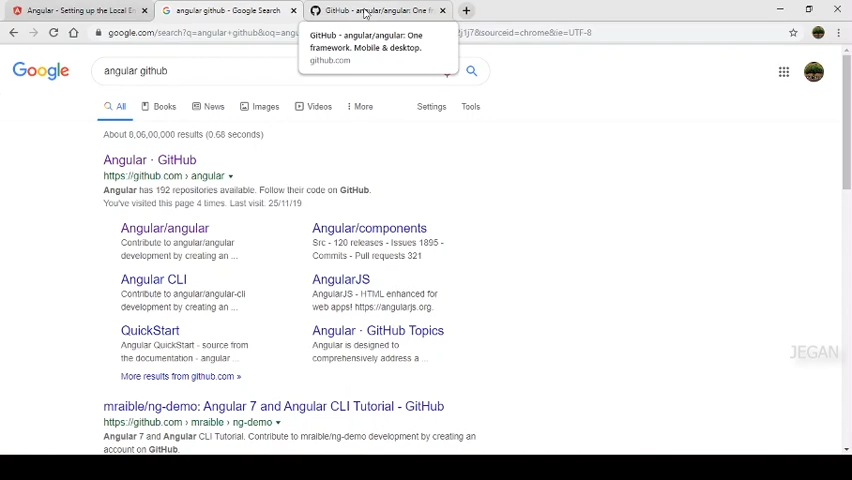 Angular - Setting up the Local E
angular github - Google Search
GitHub - angular/angular: One f
google.com/search?q=angular+github&oq=angu
2j1j7&sourceid=chrome&ie=UTF-8
GitHub - angular/angular: One
framework. Mobile & desktop.
github.com
Google
angular github
All
Books
News
Images
Videos
More
Settings
Tools
About 8,06,00,000 results (0.68 seconds)
Angular · GitHub
https://github.com › angular
Angular has 192 repositories available. Follow their code on GitHub.
You've visited this page 4 times. Last visit: 25/11/19
Angular/angular
Contribute to angular/angular
development by creating an ...
Angular/components
Src - 120 releases - Issues 1895 -
Commits - Pull requests 321
Angular CLI
Contribute to angular/angular-cli
development by creating an ...
AngularJS
AngularJS - HTML enhanced for
web apps! https://angularjs.org.
QuickStart
Angular QuickStart - source from
the documentation - angular ...
Angular · GitHub Topics
Angular is designed to
comprehensively address a ...
More results from github.com »
JEGAN
mraible/ng-demo: Angular 7 and Angular CLI Tutorial - GitHub
https://github.com › mraible › ng-demo
Angular 7 and Angular CLI Tutorial. Contribute to mraible/ng-demo development by creating an
account on GitHub.